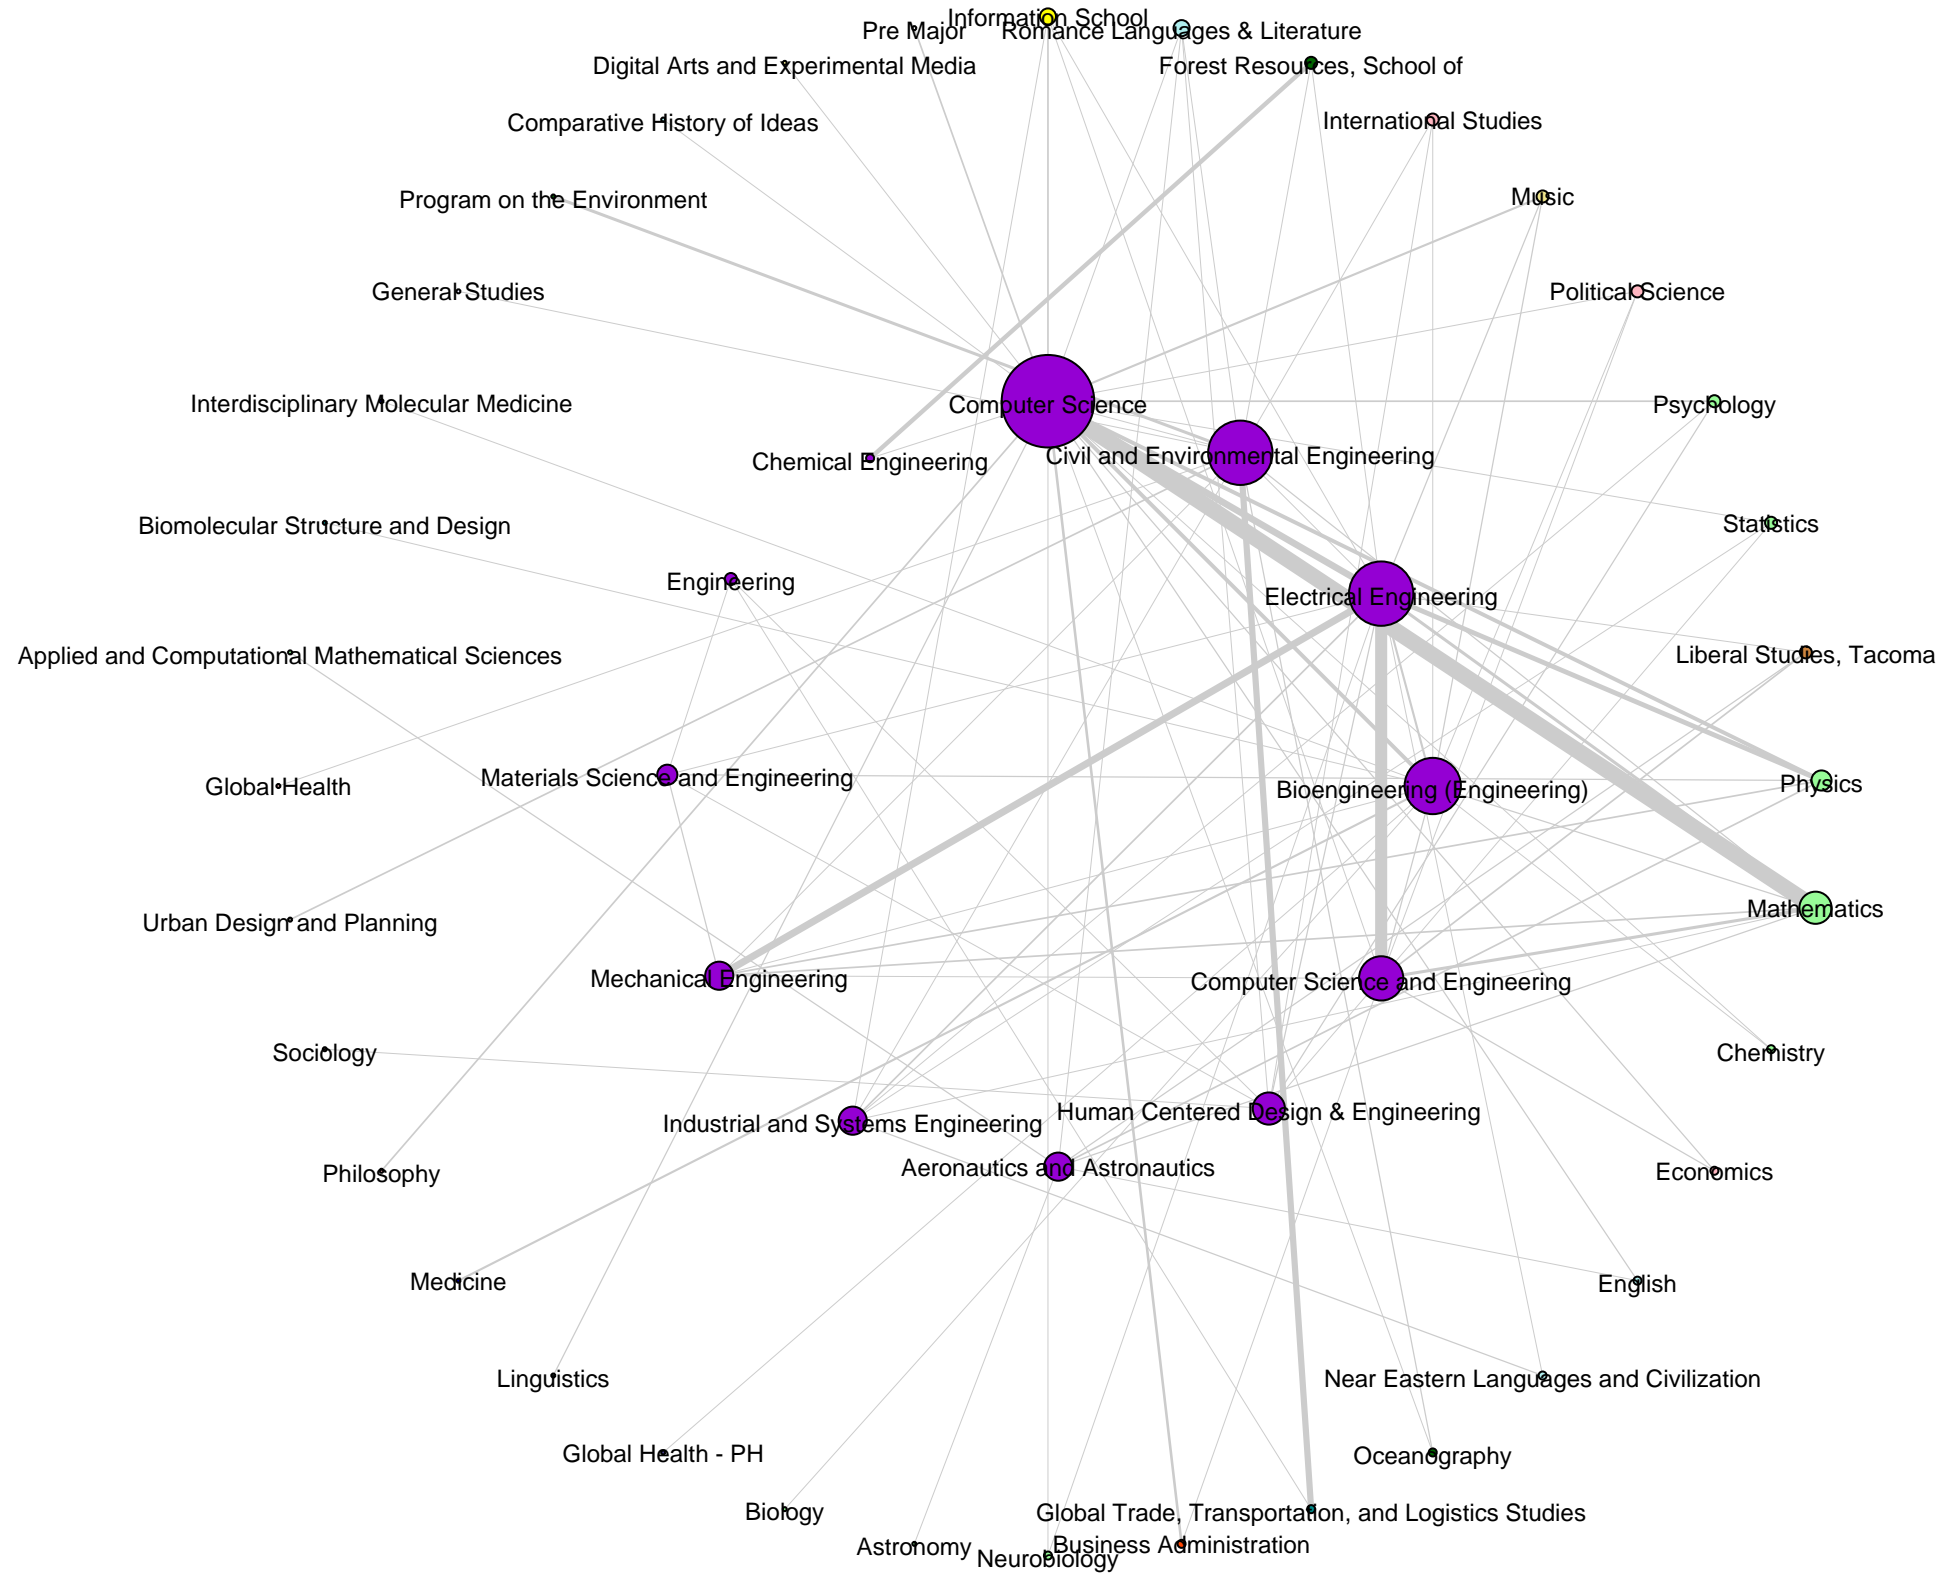 Information School
Pre Major
Romance Languages & Literature
Digital Arts and Experimental Media
Forest Resources, School of
Comparative History of Ideas
International Studies
Program on the Environment
Music
General Studies
Political Science
Interdisciplinary Molecular Medicine
Computer Science
Psychology
Chemical Engineering
Civil and Environmental Engineering
Biomolecular Structure and Design
Statistics
Engineering
Electrical Engineering
Applied and Computational Mathematical Sciences
Liberal Studies, Tacoma
Materials Science and Engineering
Global Health
Bioengineering (Engineering)
Physics
Urban Design and Planning
Mathematics
Mechanical Engineering
Computer Science and Engineering
Sociology
Chemistry
Industrial and Systems Engineering
Human Centered Design & Engineering
Philosophy
Aeronautics and Astronautics
Economics
Medicine
English
Linguistics
Near Eastern Languages and Civilization
Global Health - PH
Oceanography
Biology
Global Trade, Transportation, and Logistics Studies
Astronomy
Business Administration
Neurobiology